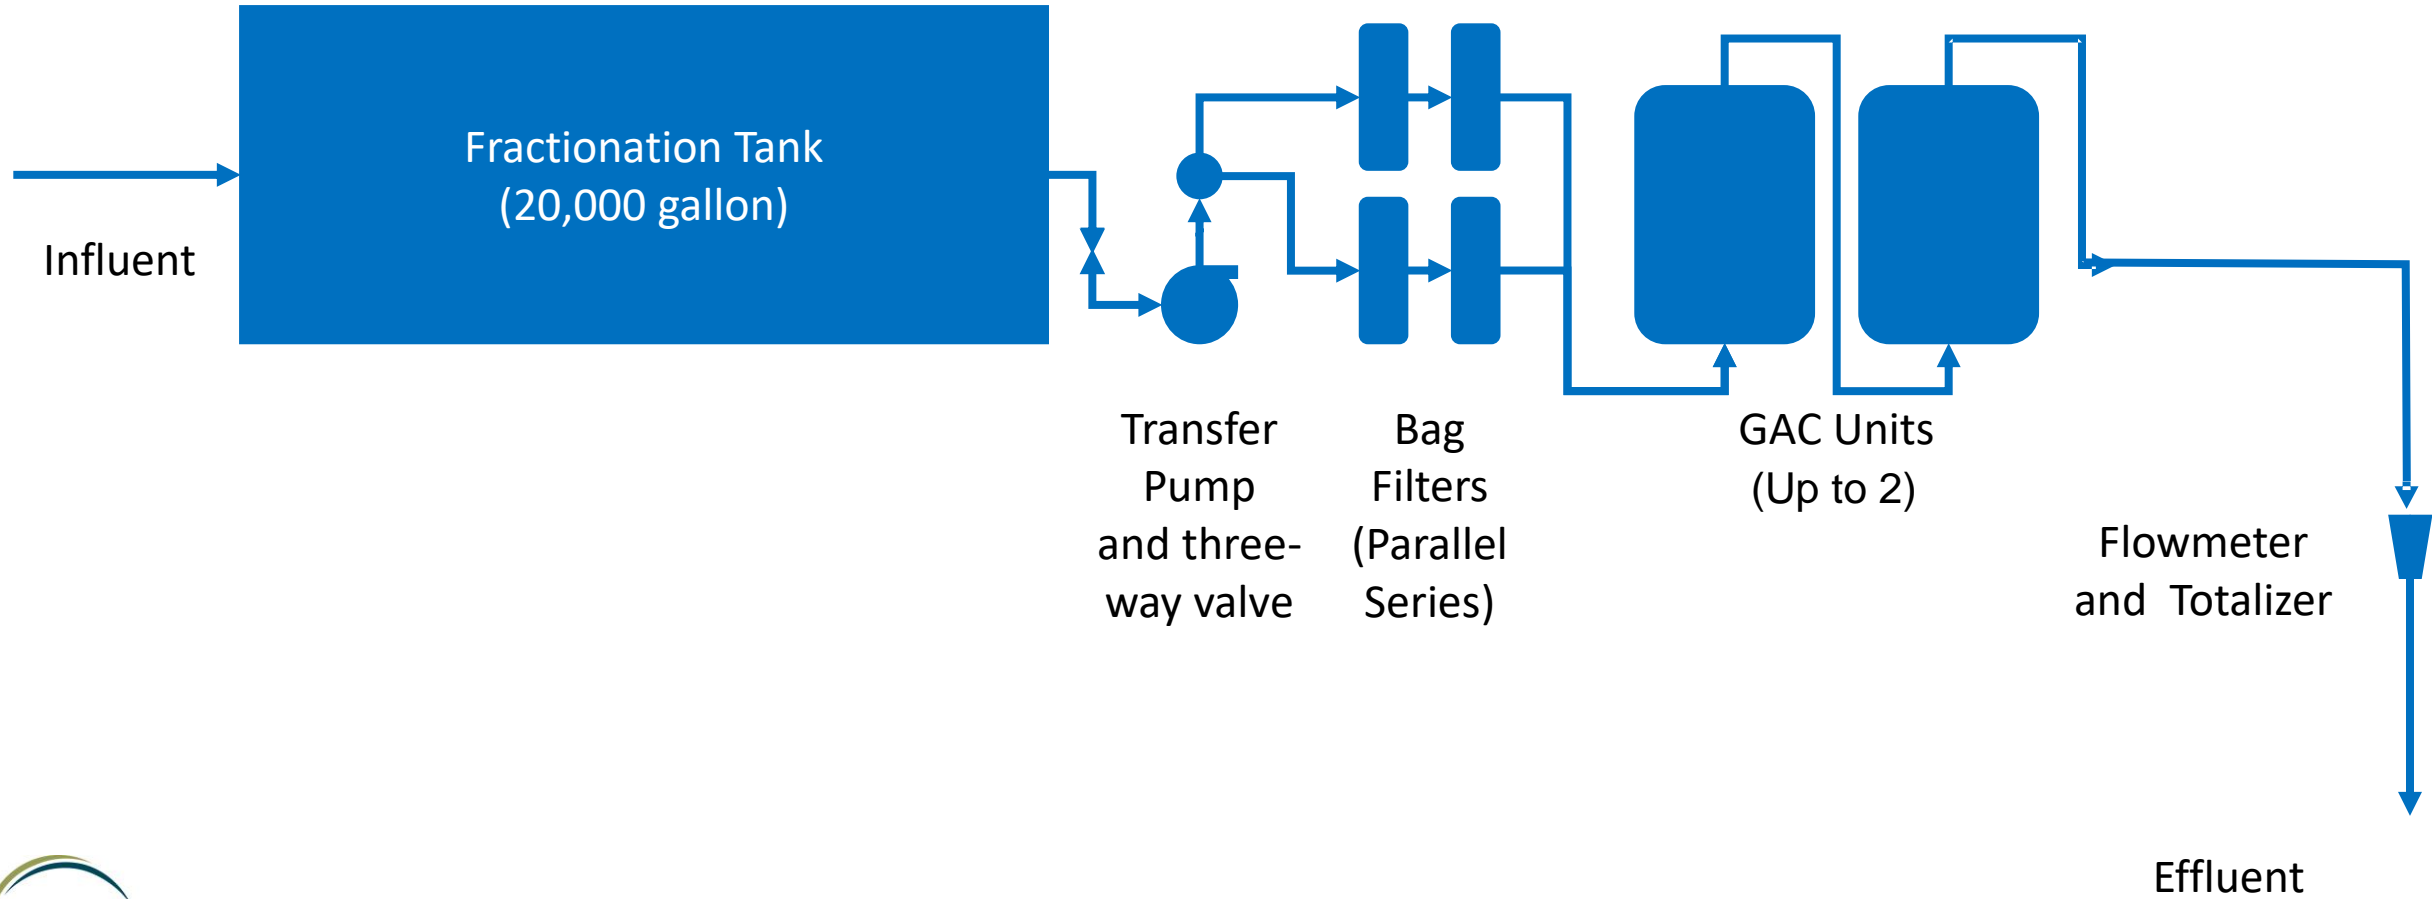 Fractionation Tank
(20,000 gallon)
Influent
Transfer
Pump
and three-
way valve
Bag
Filters
(Parallel
Series)
GAC Units
(Up to 2)
Flowmeter
and  Totalizer
Effluent